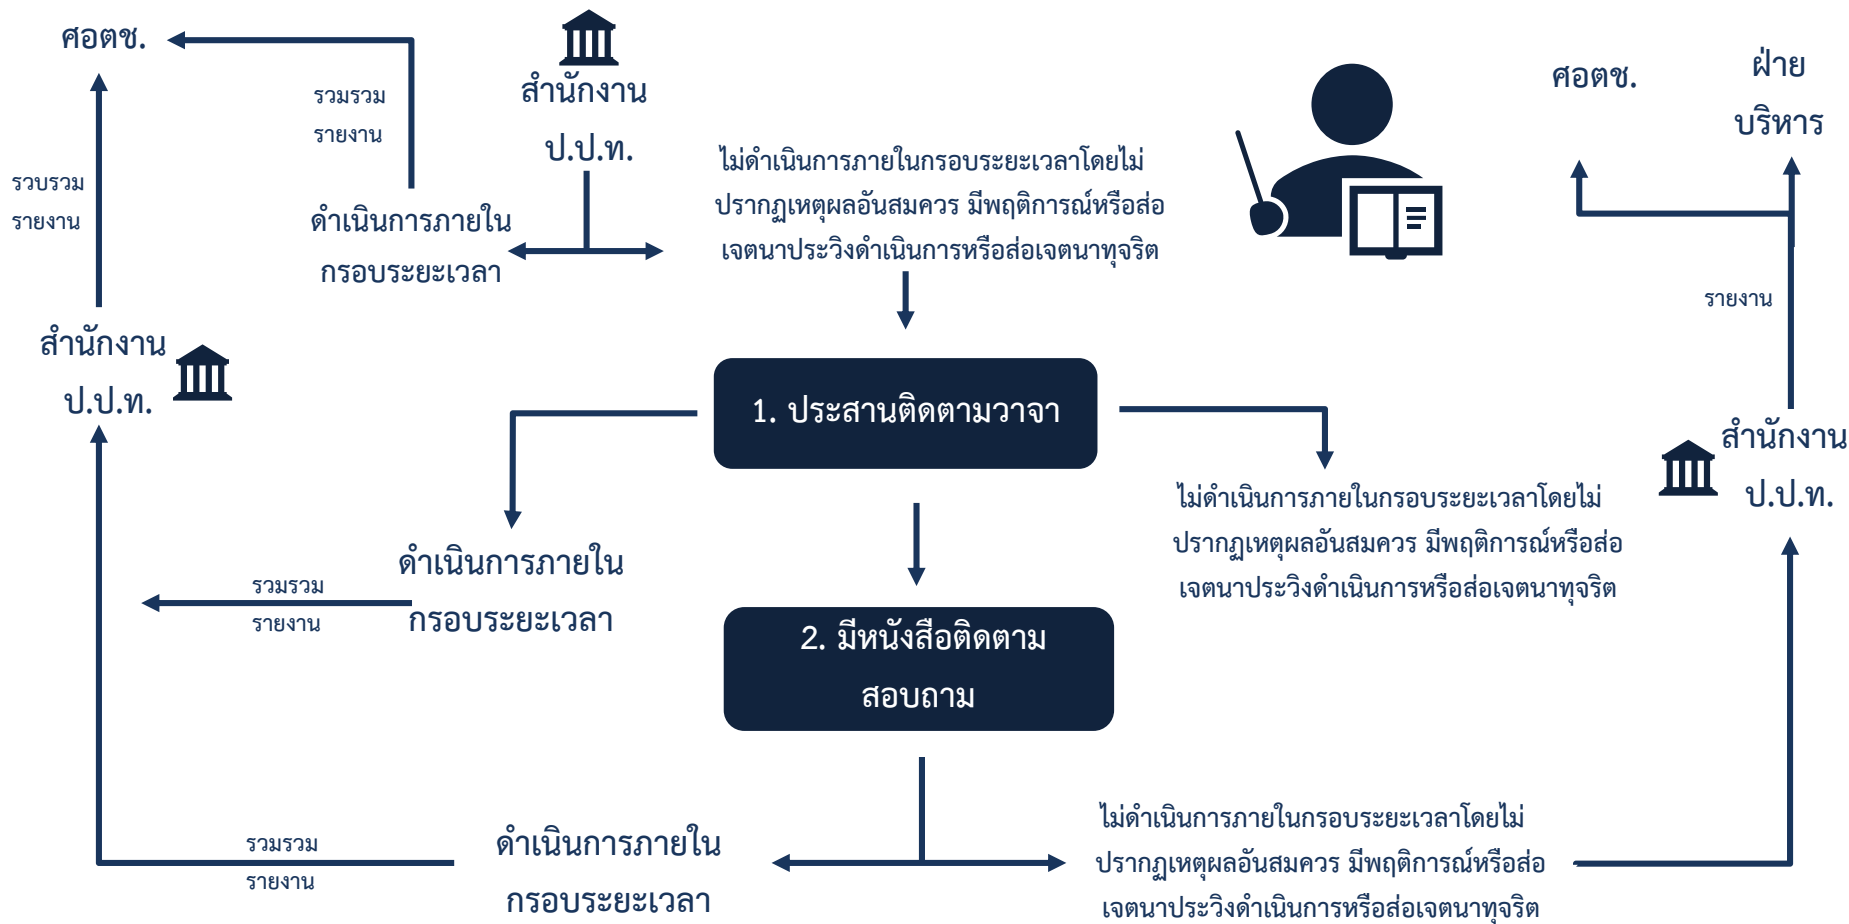 ศอตช.
รวมรวม
รายงาน
สำนักงาน
ป.ป.ท.
ศอตช.
ฝ่าย
บริหาร
ไม่ดำเนินการภายในกรอบระยะเวลาโดยไม่
ปรากฏเหตุผลอันสมควร มีพฤติการณ์หรือส่อ
เจตนาประวิงดำเนินการหรือส่อเจตนาทุจริต
รวบรวม
รายงาน
ดำเนินการภายใน
กรอบระยะเวลา
รายงาน
สำนักงาน
ป.ป.ท.
1. ประสานติดตามวาจา
สำนักงาน
ป.ป.ท.
ไม่ดำเนินการภายในกรอบระยะเวลาโดยไม่
ปรากฏเหตุผลอันสมควร มีพฤติการณ์หรือส่อ
เจตนาประวิงดำเนินการหรือส่อเจตนาทุจริต
ดำเนินการภายใน
กรอบระยะเวลา
รวมรวม
รายงาน
2. มีหนังสือติดตาม
สอบถาม
รวมรวม
รายงาน
ดำเนินการภายใน
กรอบระยะเวลา
ไม่ดำเนินการภายในกรอบระยะเวลาโดยไม่
ปรากฏเหตุผลอันสมควร มีพฤติการณ์หรือส่อ
เจตนาประวิงดำเนินการหรือส่อเจตนาทุจริต